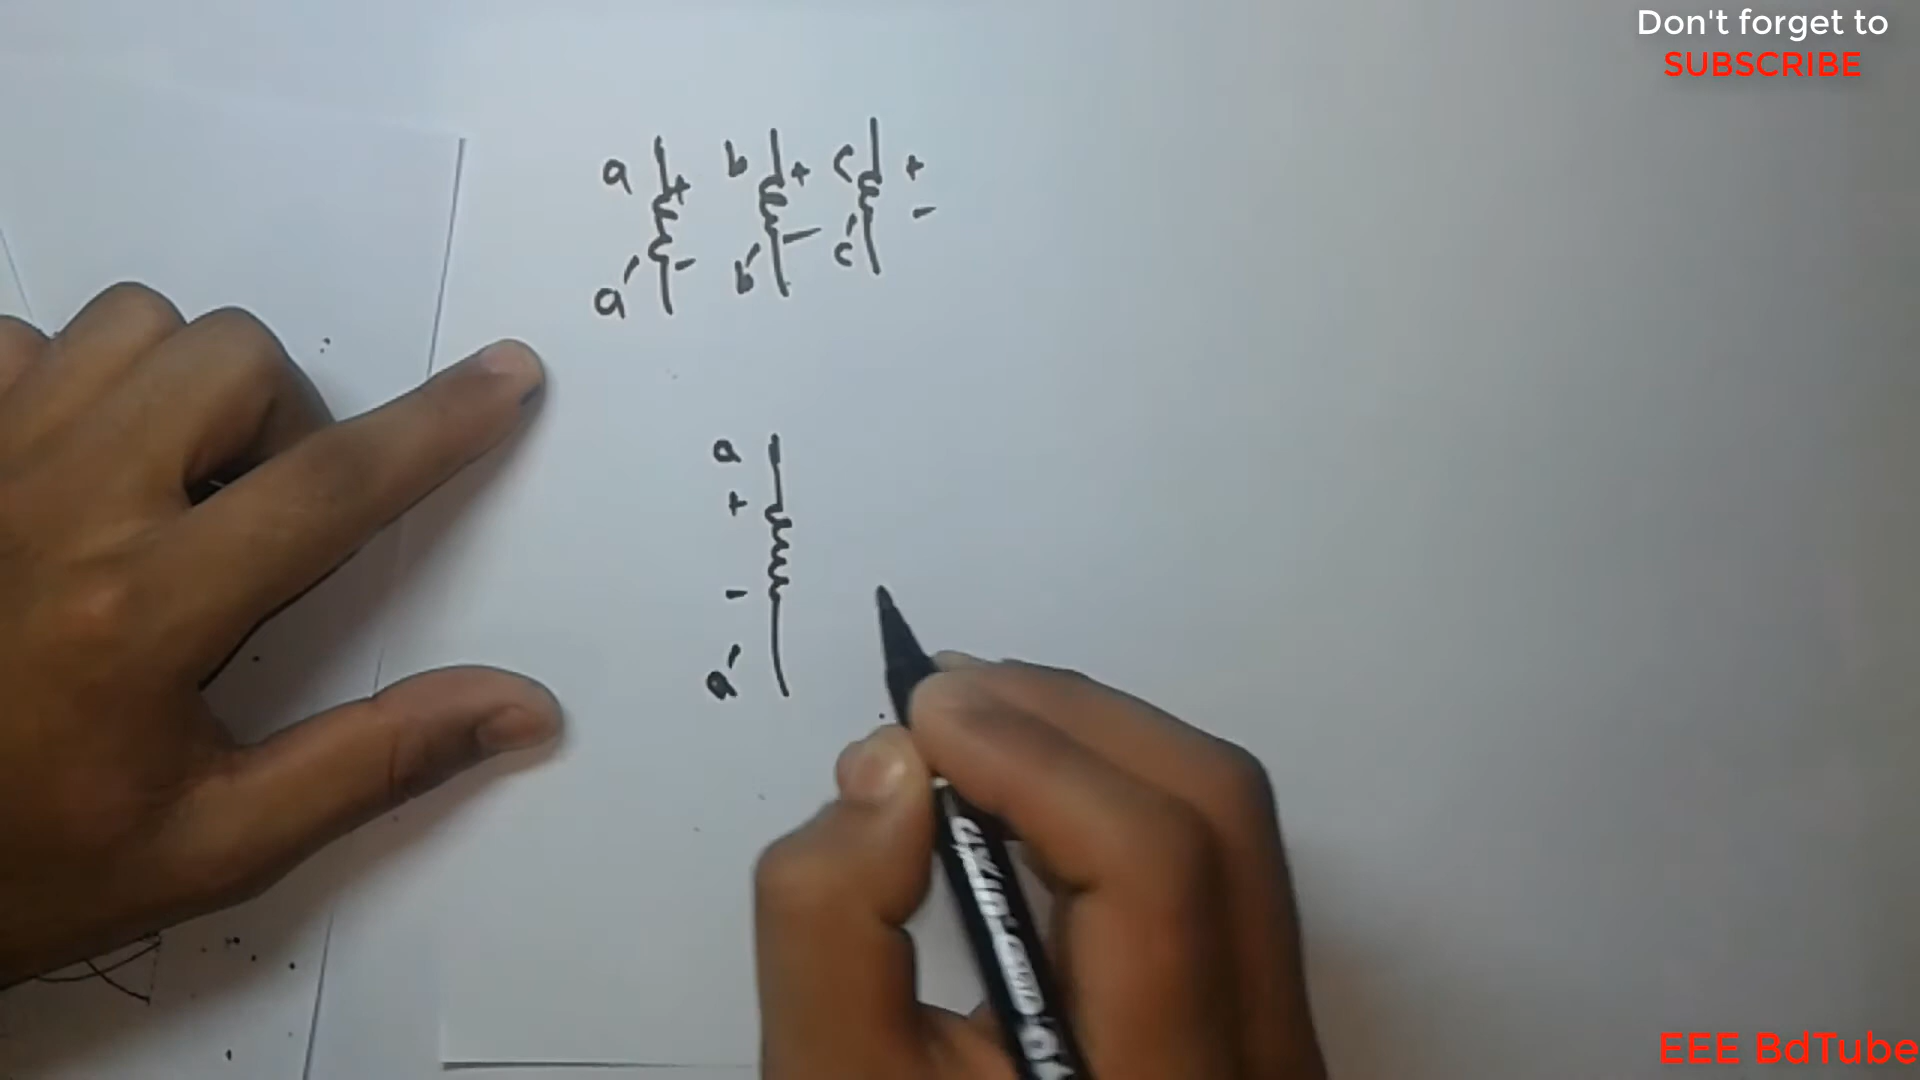 Don't forget to
SUBSCRIBE
a + b + c +
a' - b' - c' -
a
+
-
a'
EEE BdTube